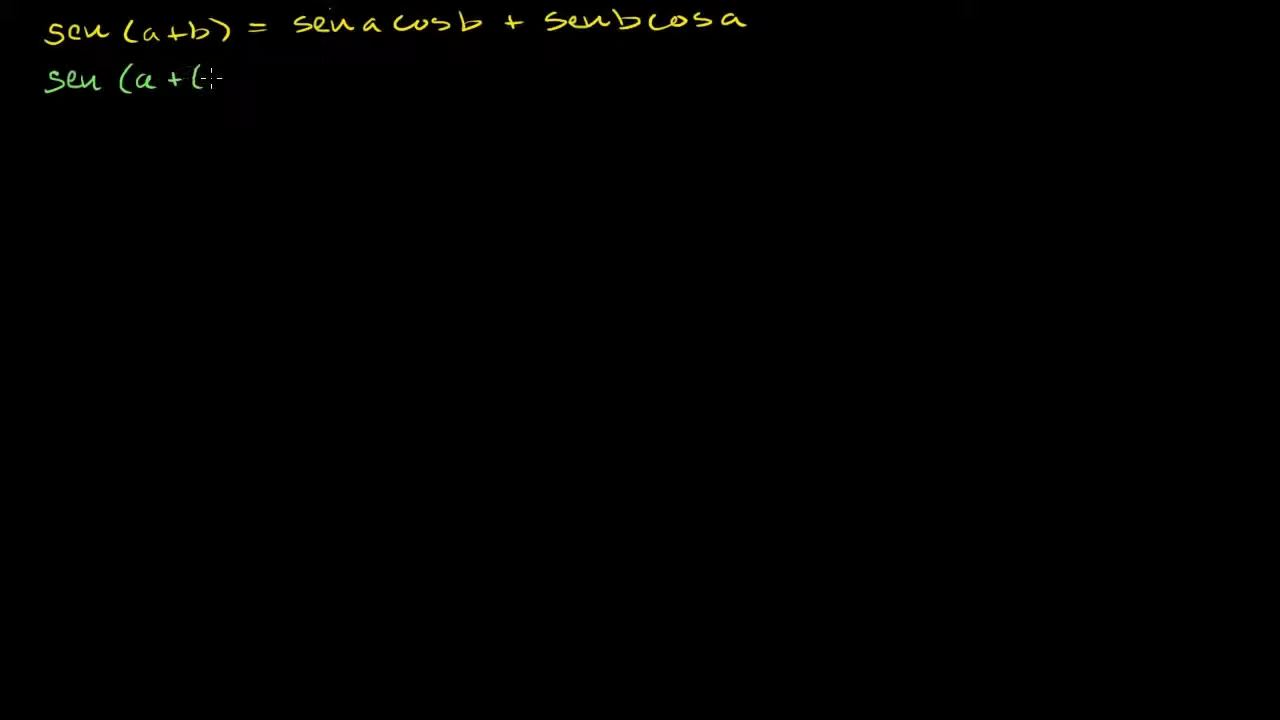 sen (a+b) = sen a cos b + sen b cos a
sen (a + (